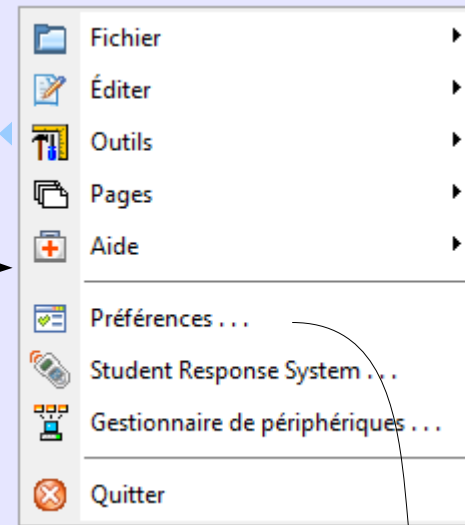 Fichier
Éditer
Outils
Pages
Aide
Préférences . . .
Student Response System . . .
Gestionnaire de périphériques . . .
Quitter